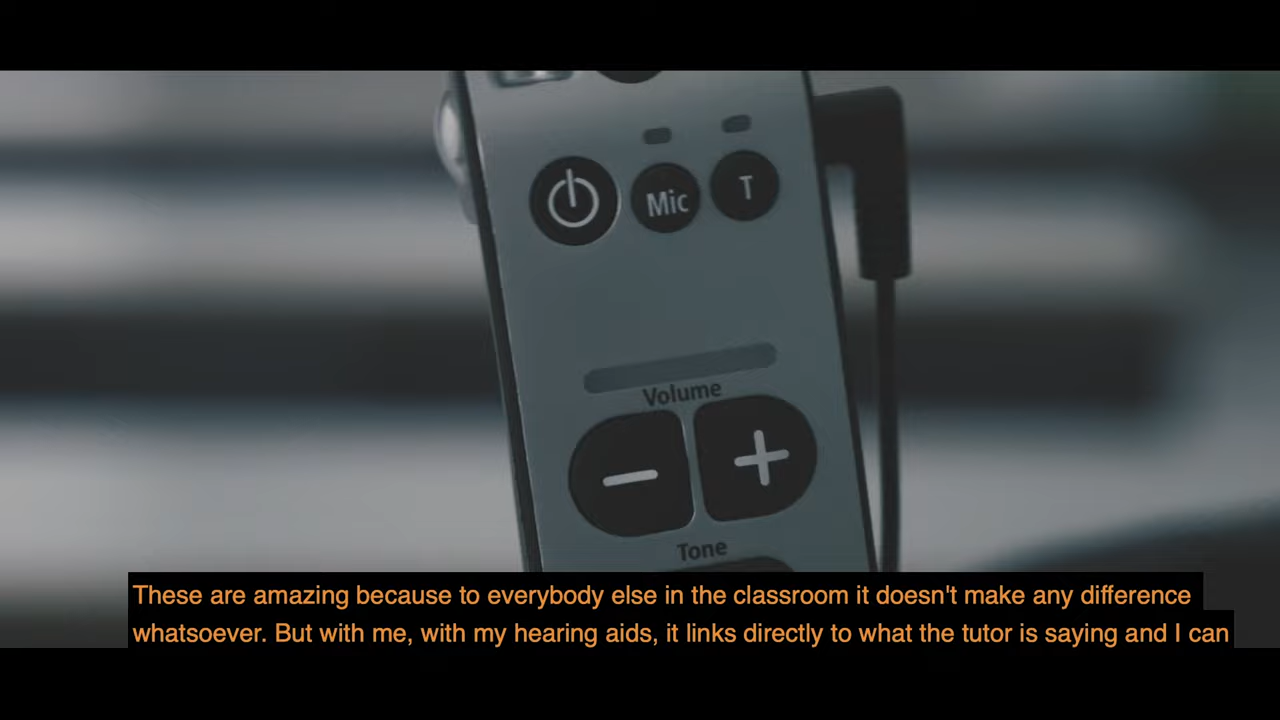 Mic T
Volume
Tone
These are amazing because to everybody else in the classroom it doesn't make any difference
whatsoever. But with me, with my hearing aids, it links directly to what the tutor is saying and I can